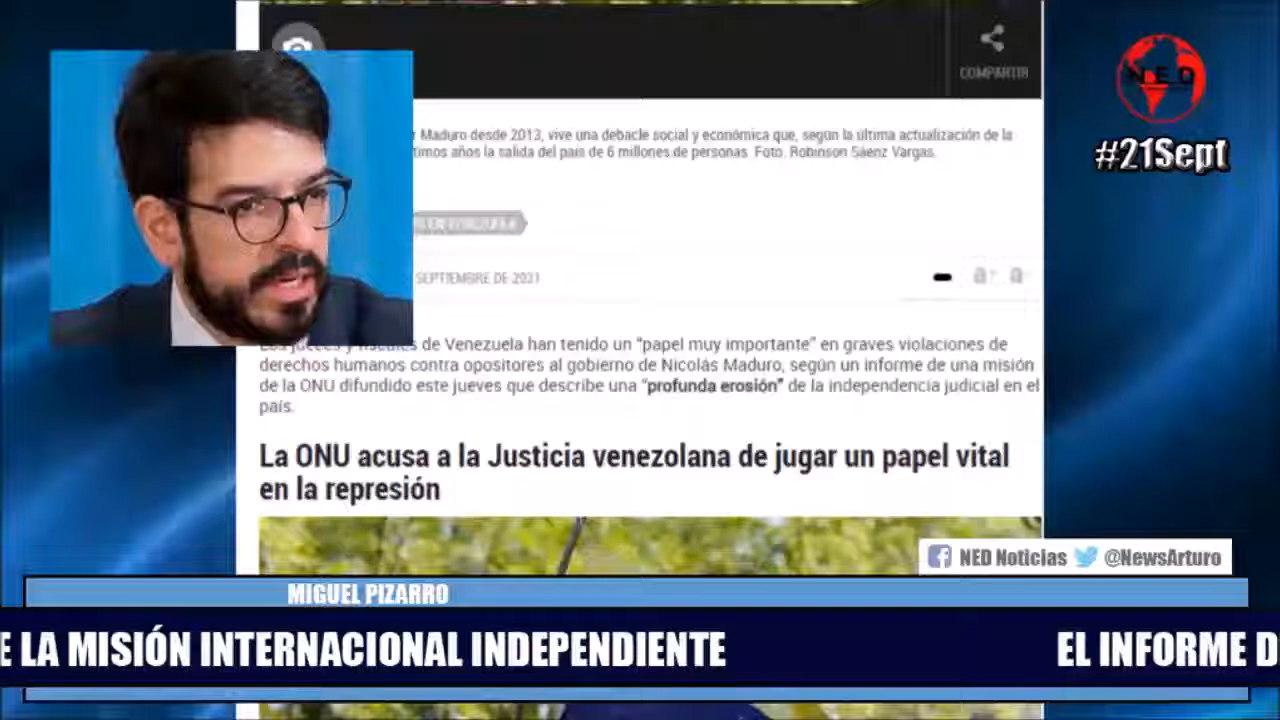 COMPARTIR
NED
#21Sept
Maduro desde 2013, vive una debacle social y económica que, según la última actualización de la
timos años la salida del país de 6 millones de personas. Foto. Robinson Sáenz Vargas.
SEPTIEMBRE DE 2021
de Venezuela han tenido un “papel muy importante” en graves violaciones de
derechos humanos contra opositores al gobierno de Nicolás Maduro, según un informe de una misión
de la ONU difundido este jueves que describe una “profunda erosión” de la independencia judicial en el
país.
La ONU acusa a la Justicia venezolana de jugar un papel vital
en la represión
NED Noticias @NewsArturo
MIGUEL PIZARRO
E LA MISIÓN INTERNACIONAL INDEPENDIENTE EL INFORME D